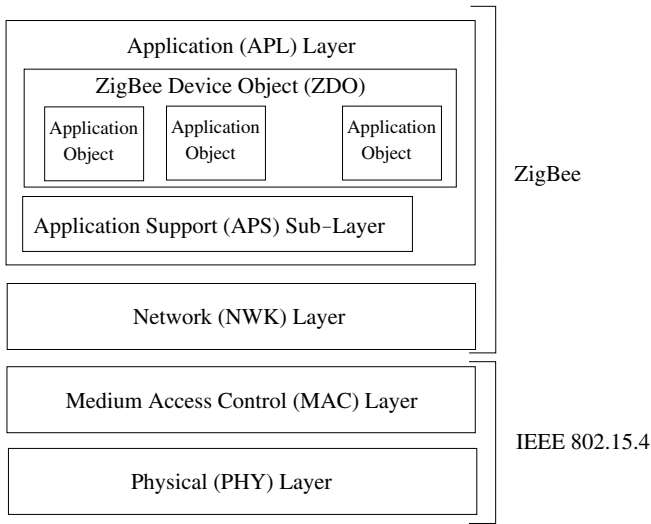 Application (APL) Layer
ZigBee Device Object (ZDO)
Application
Object
Application
Object
Application
Object
Application Support (APS) Sub-Layer
ZigBee
Network (NWK) Layer
Medium Access Control (MAC) Layer
IEEE 802.15.4
Physical (PHY) Layer